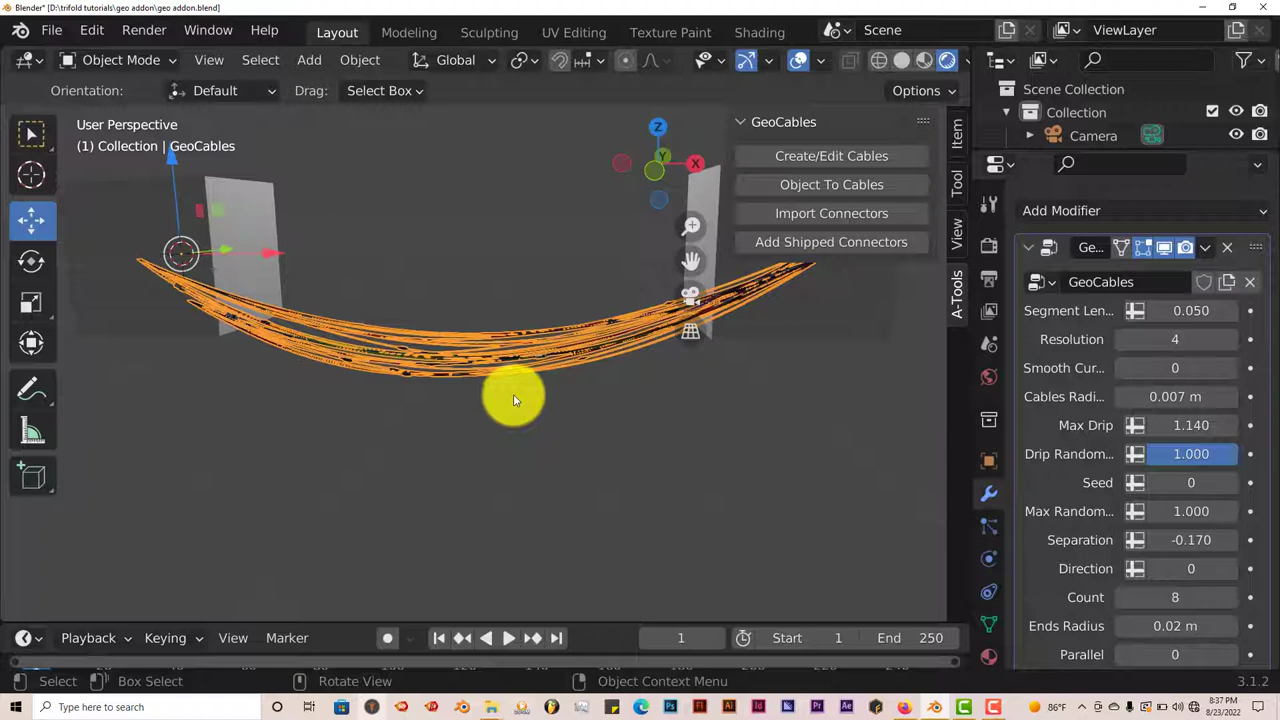 Blender* [D:\trifold tutorials\geo addon\geo addon.blend]
File Edit Render Window Help Layout Modeling Sculpting UV Editing Texture Paint Shading Scene ViewLayer
Object Mode View Select Add Object Global
Orientation: Default Drag: Select Box Options
User Perspective
(1) Collection | GeoCables
Z
Y
X
GeoCables
Create/Edit Cables
Object To Cables
Import Connectors
Add Shipped Connectors
Item
Tool
View
A-Tools
Scene Collection
Collection
Camera
Add Modifier
Ge...
GeoCables
Segment Len... 0.050
Resolution 4
Smooth Cur... 0
Cables Radi... 0.007 m
Max Drip 1.140
Drip Random... 1.000
Seed 0
Max Random... 1.000
Separation -0.170
Direction 0
Count 8
Ends Radius 0.02 m
Parallel 0
Playback Keying View Marker 1 Start 1 End 250
Select Box Select Rotate View Object Context Menu 3.1.2
Type here to search 86°F 8:37 PM
8/23/2022